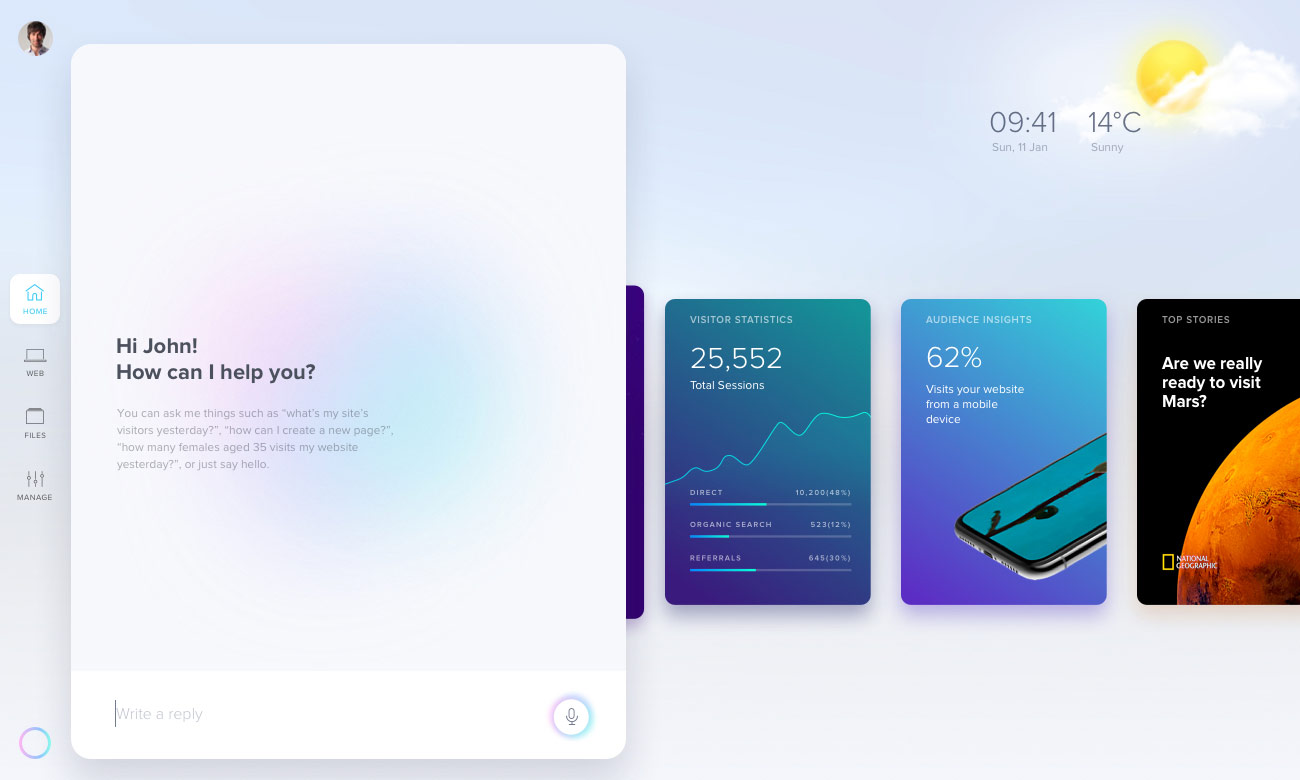 09:41
14°C
Sun, 11 Jan
Sunny
HOME
WEB
FILES
MANAGE
Hi John!
How can I help you?
You can ask me things such as “what’s my site’s
visitors yesterday?”, “how can I create a new page?”,
“how many females aged 35 visits my website
yesterday?”, or just say hello.
Write a reply
VISITOR STATISTICS
25,552
Total Sessions
DIRECT 10,200(48%)
ORGANIC SEARCH 523(12%)
REFERRALS 645(30%)
AUDIENCE INSIGHTS
62%
Visits your website
from a mobile
device
TOP STORIES
Are we really
ready to visit
Mars?
NATIONAL
GEOGRAPHIC